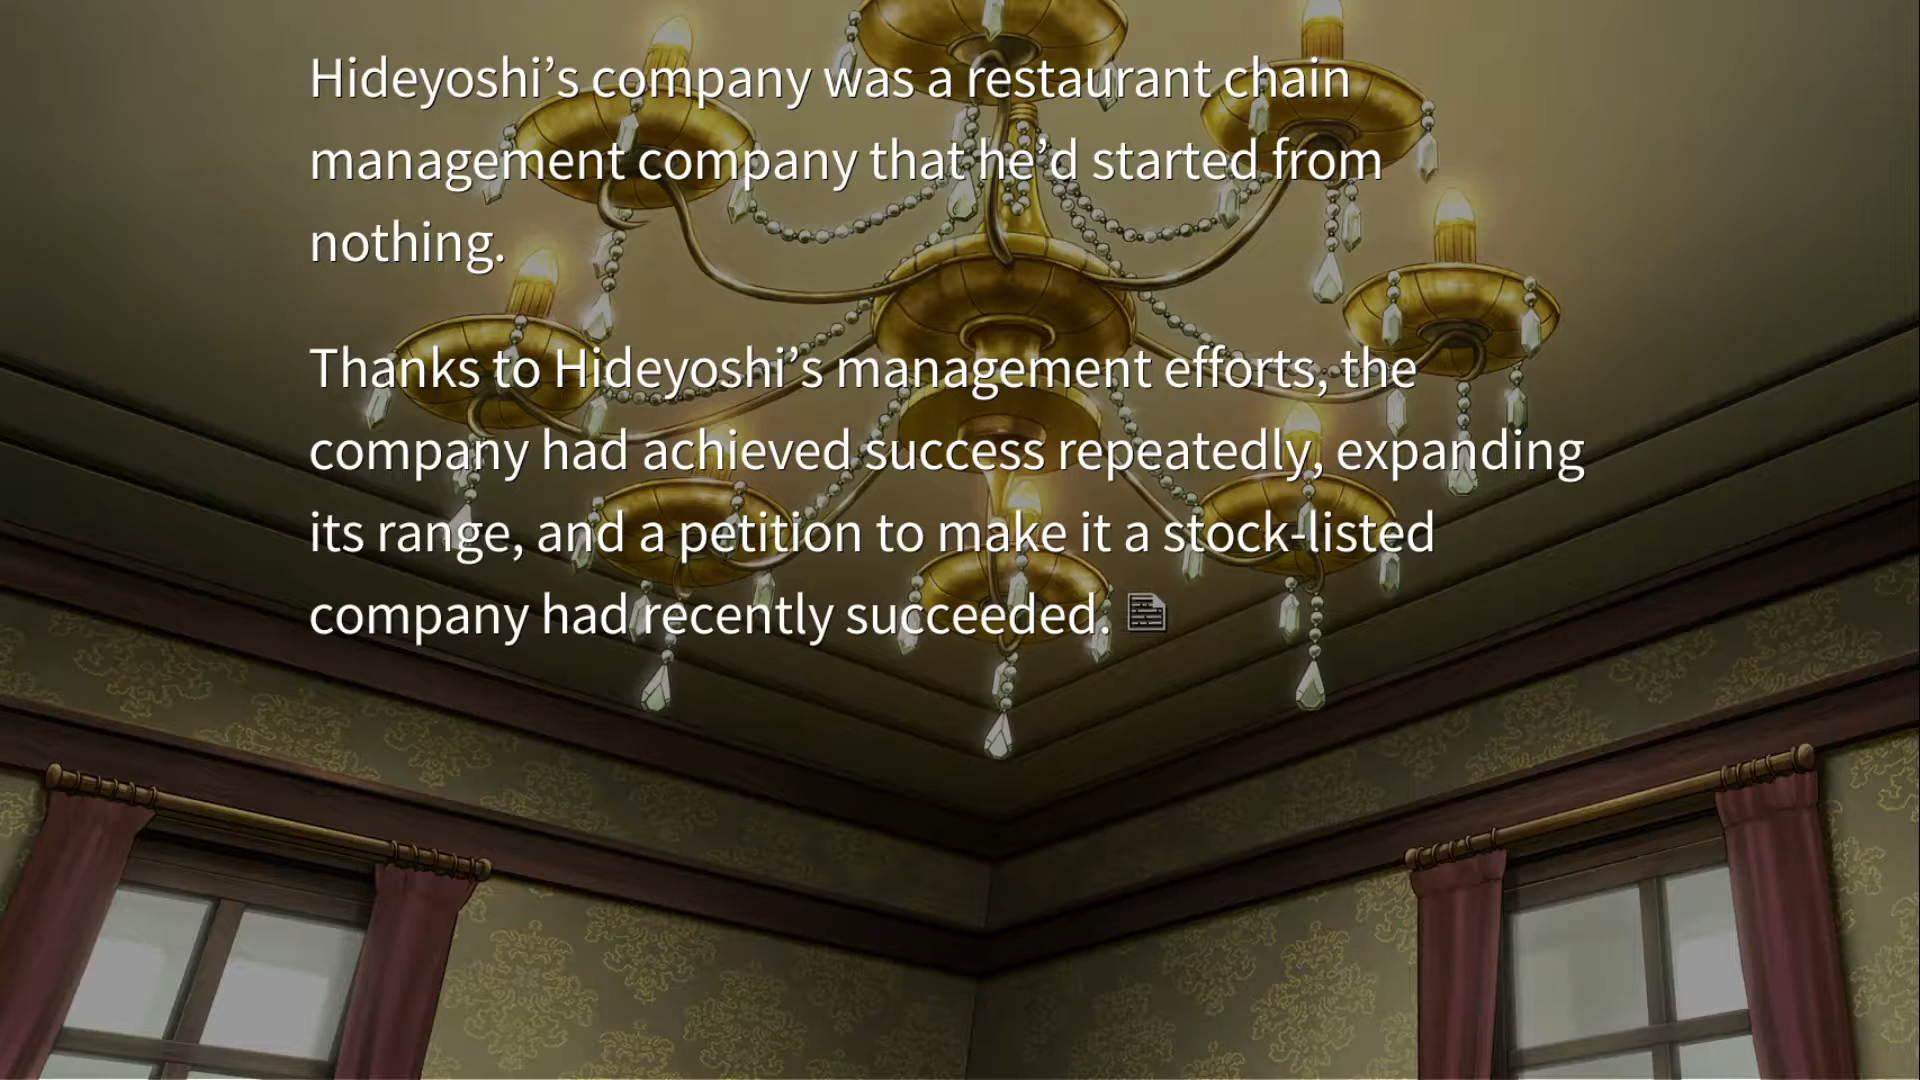 Hideyoshi’s company was a restaurant chain
management company that he’d started from
nothing.
Thanks to Hideyoshi’s management efforts, the
company had achieved success repeatedly, expanding
its range, and a petition to make it a stock-listed
company had recently succeeded.